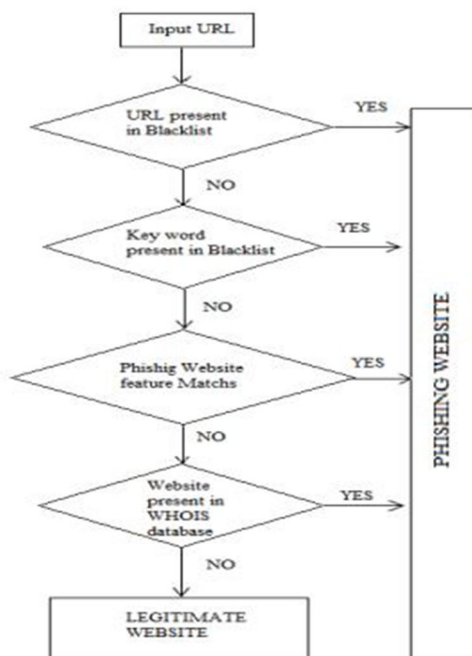 Input URL
URL present
in Blacklist
YES
NO
Key word
present in Blacklist
YES
NO
Phishig Website
feature Matchs
YES
NO
Website
present in
WHOIS
database
YES
NO
LEGITIMATE
WEBSITE
PHISHING WEBSITE